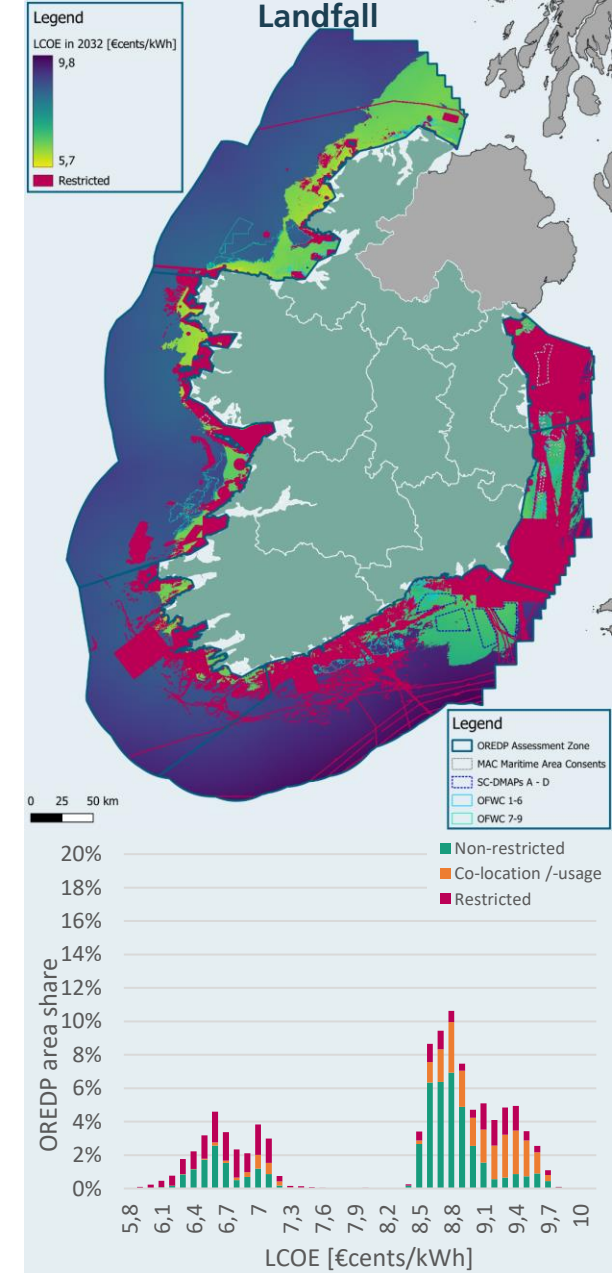 Landfall
Legend
LCOE in 2032 [€cents/kWh]
9,8
5,7
Restricted
Legend
OREDP Assessment Zone
MAC Maritime Area Consents
SC-DMAPs A - D
OFWC 1-6
OFWC 7-9
0 25 50 km
Non-restricted
Co-location /-usage
Restricted
20%
18%
16%
14%
12%
10%
8%
6%
4%
2%
0%
OREDP area share
5,8 6,1 6,4 6,7 7 7,3 7,6 7,9 8,2 8,5 8,8 9,1 9,4 9,7 10
LCOE [€cents/kWh]